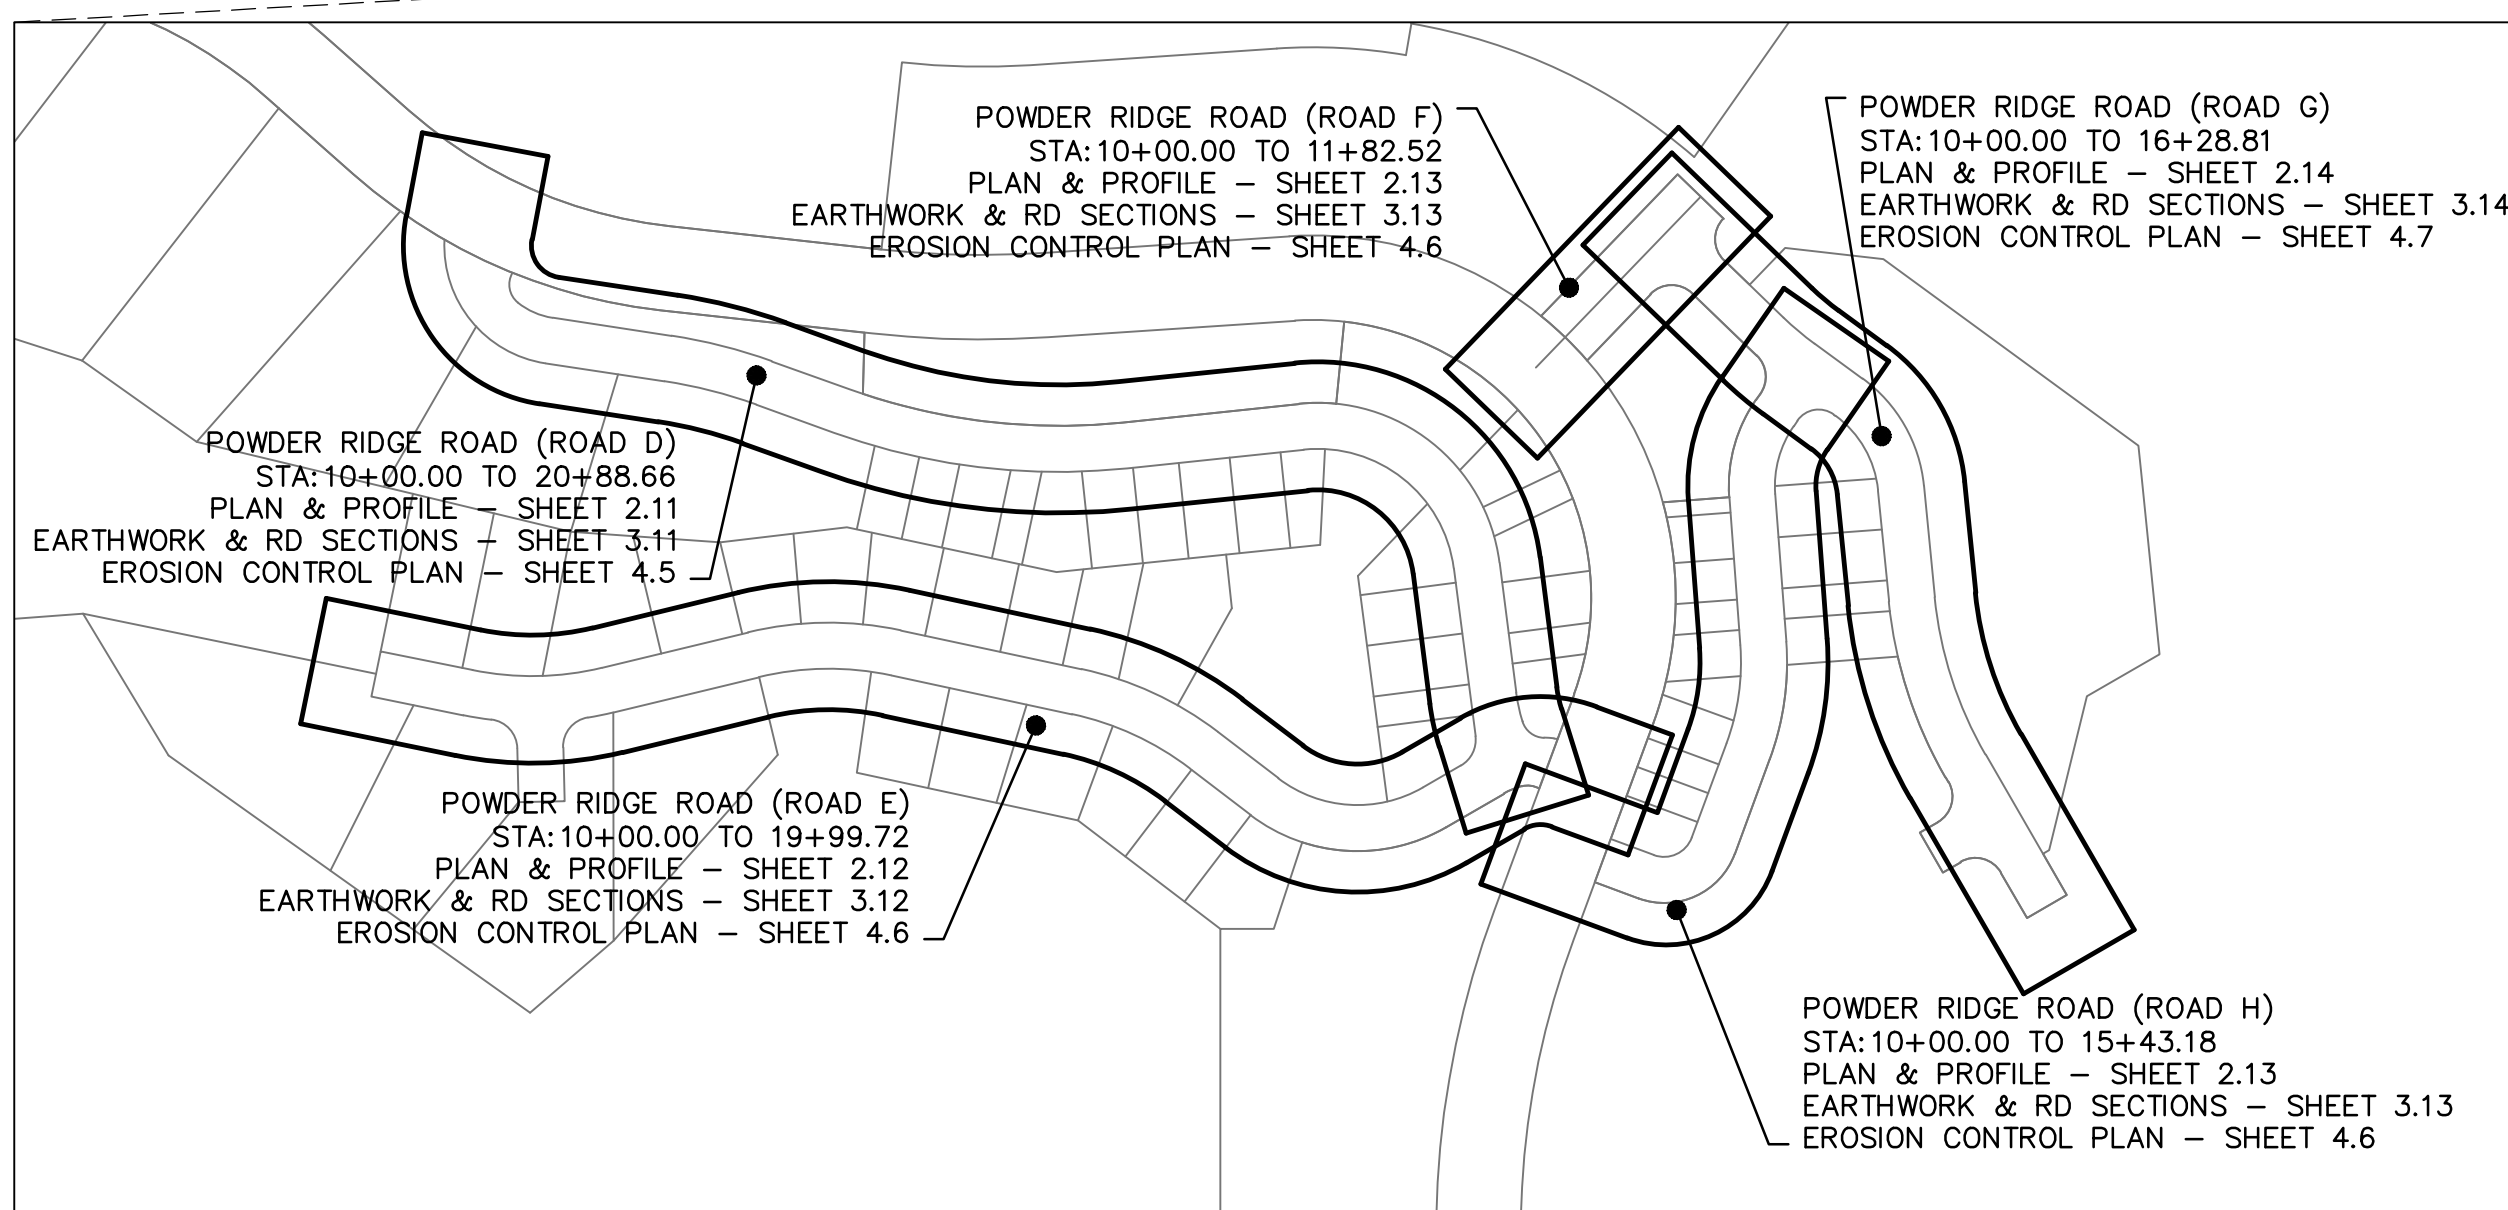 POWDER RIDGE ROAD (ROAD F)
STA:10+00.00 TO 11+82.52
PLAN & PROFILE – SHEET 2.13
EARTHWORK & RD SECTIONS – SHEET 3.13
EROSION CONTROL PLAN – SHEET 4.6
POWDER RIDGE ROAD (ROAD G)
STA:10+00.00 TO 16+28.81
PLAN & PROFILE – SHEET 2.14
EARTHWORK & RD SECTIONS – SHEET 3.14
EROSION CONTROL PLAN – SHEET 4.7
POWDER RIDGE ROAD (ROAD D)
STA:10+00.00 TO 20+88.66
PLAN & PROFILE – SHEET 2.11
EARTHWORK & RD SECTIONS – SHEET 3.11
EROSION CONTROL PLAN – SHEET 4.5
POWDER RIDGE ROAD (ROAD E)
STA:10+00.00 TO 19+99.72
PLAN & PROFILE – SHEET 2.12
EARTHWORK & RD SECTIONS – SHEET 3.12
EROSION CONTROL PLAN – SHEET 4.6
POWDER RIDGE ROAD (ROAD H)
STA:10+00.00 TO 15+43.18
PLAN & PROFILE – SHEET 2.13
EARTHWORK & RD SECTIONS – SHEET 3.13
EROSION CONTROL PLAN – SHEET 4.6